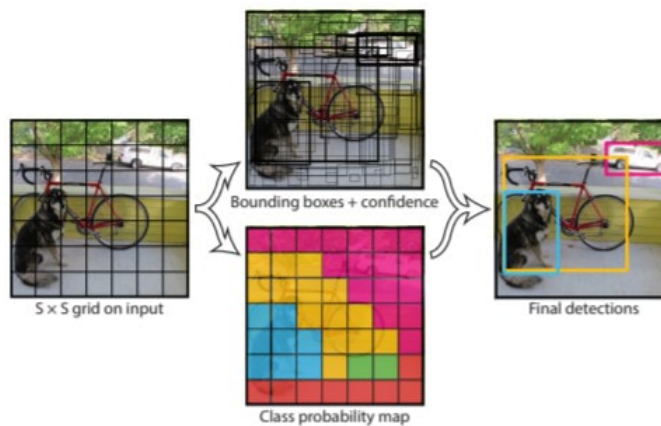 S × S grid on input
Bounding boxes + confidence
Class probability map
Final detections